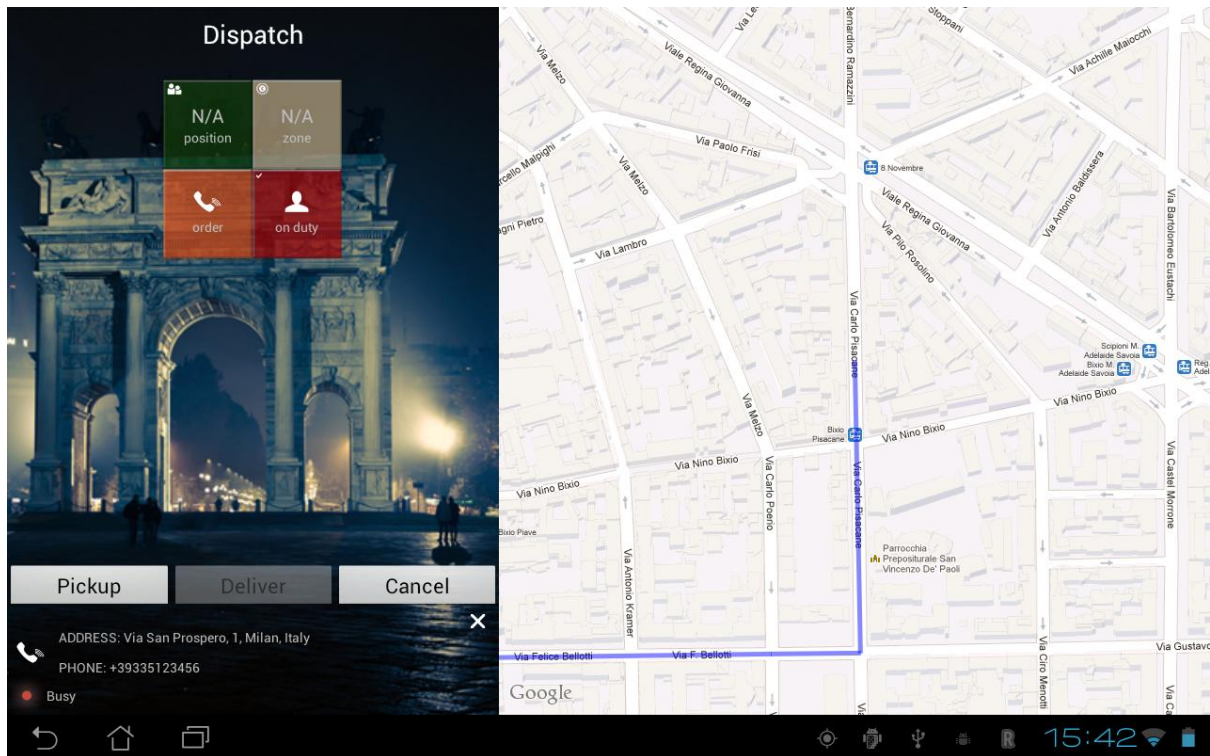 Dispatch
N/A
position
N/A
zone
order
on duty
Pickup
Deliver
Cancel
ADDRESS: Via San Prospero, 1, Milan, Italy
PHONE: +39335123456
Busy
Via Melzo
Viale Regina Giovanna
Bernardino Ramazzini
Stoppani
Via Achille Maiocchi
Via Paolo Frisi
8 Novembre
Via Antonio Baldissera
Via Bartolomeo Eustachi
Via Melzo
Malpighi
Pietro
Via Lambro
Viale Regina Giovanna
Via Pilo Rosolino
Via Carlo Pisacane
Scipioni M.
Adelaide Savoia
Bixio M.
Adelaide Savoia
Reg.
Adel
Via Nino Bixio
Via Melzo
Bixio
Pisacane
Via Nino Bixio
Via Nino Bixio
Via Nino Bixio
Via Carlo Poerio
Via Carlo Pisacane
Via Castel Morrone
Bixio Piave
Parrocchia
Prepositurale San
Vincenzo De' Paoli
Via Antonio Kramer
Via Ciro Menotti
Via Felice Bellotti
Via F. Bellotti
Via Gustavo
Google
15:42